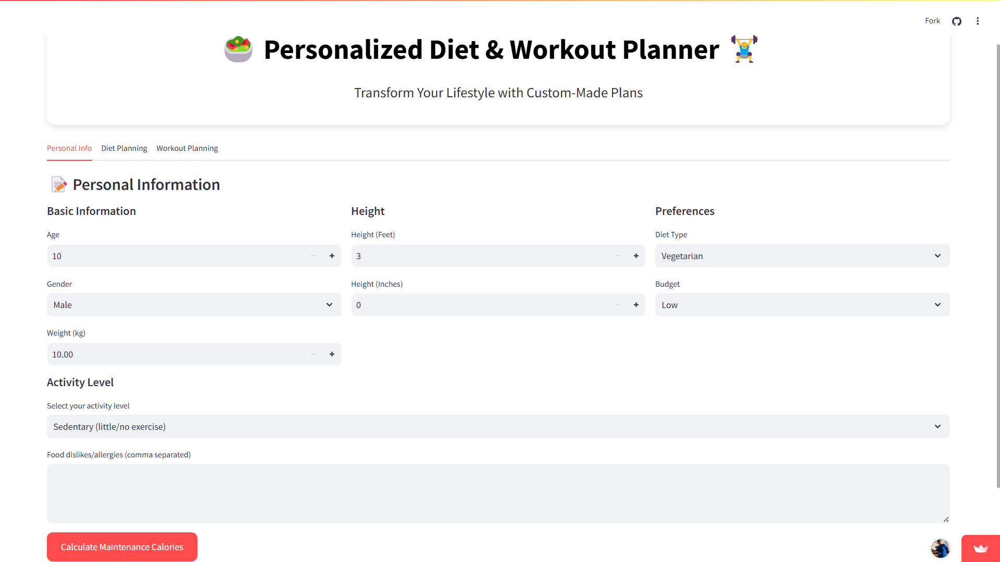 Fork
Personalized Diet & Workout Planner
Transform Your Lifestyle with Custom-Made Plans
Personal Info
Diet Planning
Workout Planning
Personal Information
Basic Information
Age
10
Gender
Male
Weight (kg)
10.00
Height
Height (Feet)
3
Height (Inches)
0
Preferences
Diet Type
Vegetarian
Budget
Low
Activity Level
Select your activity level
Sedentary (little/no exercise)
Food dislikes/allergies (comma separated)
Calculate Maintenance Calories